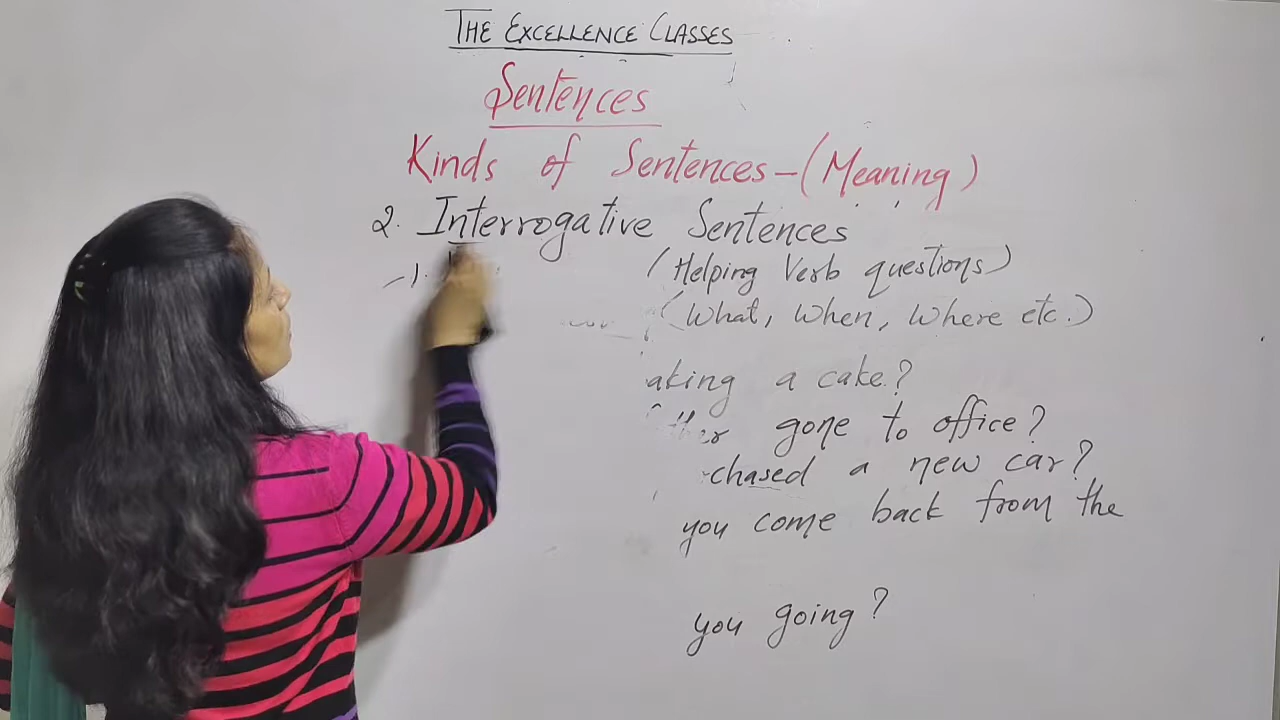 THE EXCELLENCE CLASSES
Sentences
Kinds of Sentences - (Meaning)
2. Interrogative Sentences
1. (Helping Verb questions)
(What, When, Where etc.)
aking a cake?
gone to office?
chased a new car?
you come back from the
you going?